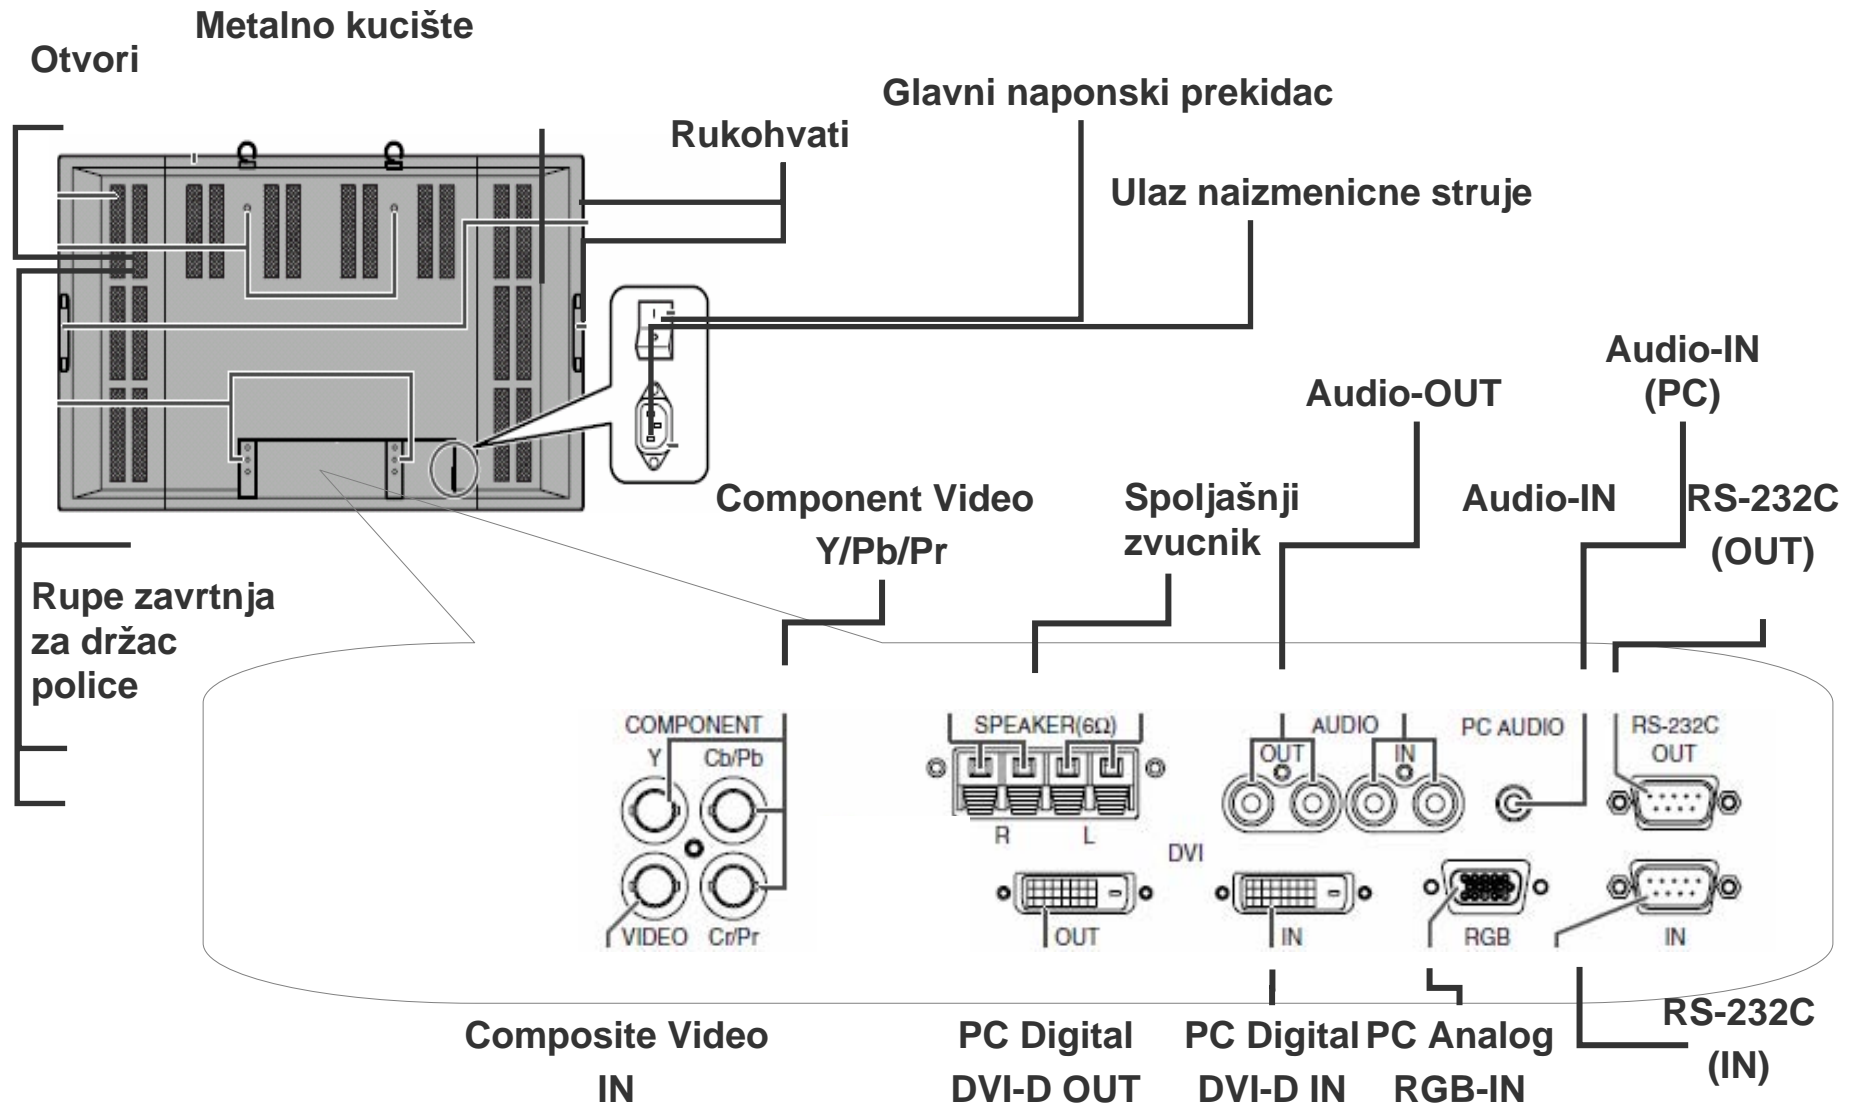 Metalno kucište
Otvori
Glavni naponski prekidac
Rukohvati
Ulaz naizmenicne struje
Audio-IN
(PC)
Audio-OUT
Component Video
Y/Pb/Pr
Spoljašnji
zvucnik
Audio-IN
RS-232C
(OUT)
Rupe zavrtnja
za držac
police
COMPONENT
Y Cb/Pb
VIDEO Cr/Pr
SPEAKER(6Ω)
R L
AUDIO
OUT IN
PC AUDIO
RS-232C
OUT
DVI
OUT
IN
RGB
IN
Composite Video
IN
PC Digital
DVI-D OUT
PC Digital
DVI-D IN
PC Analog
RGB-IN
RS-232C
(IN)